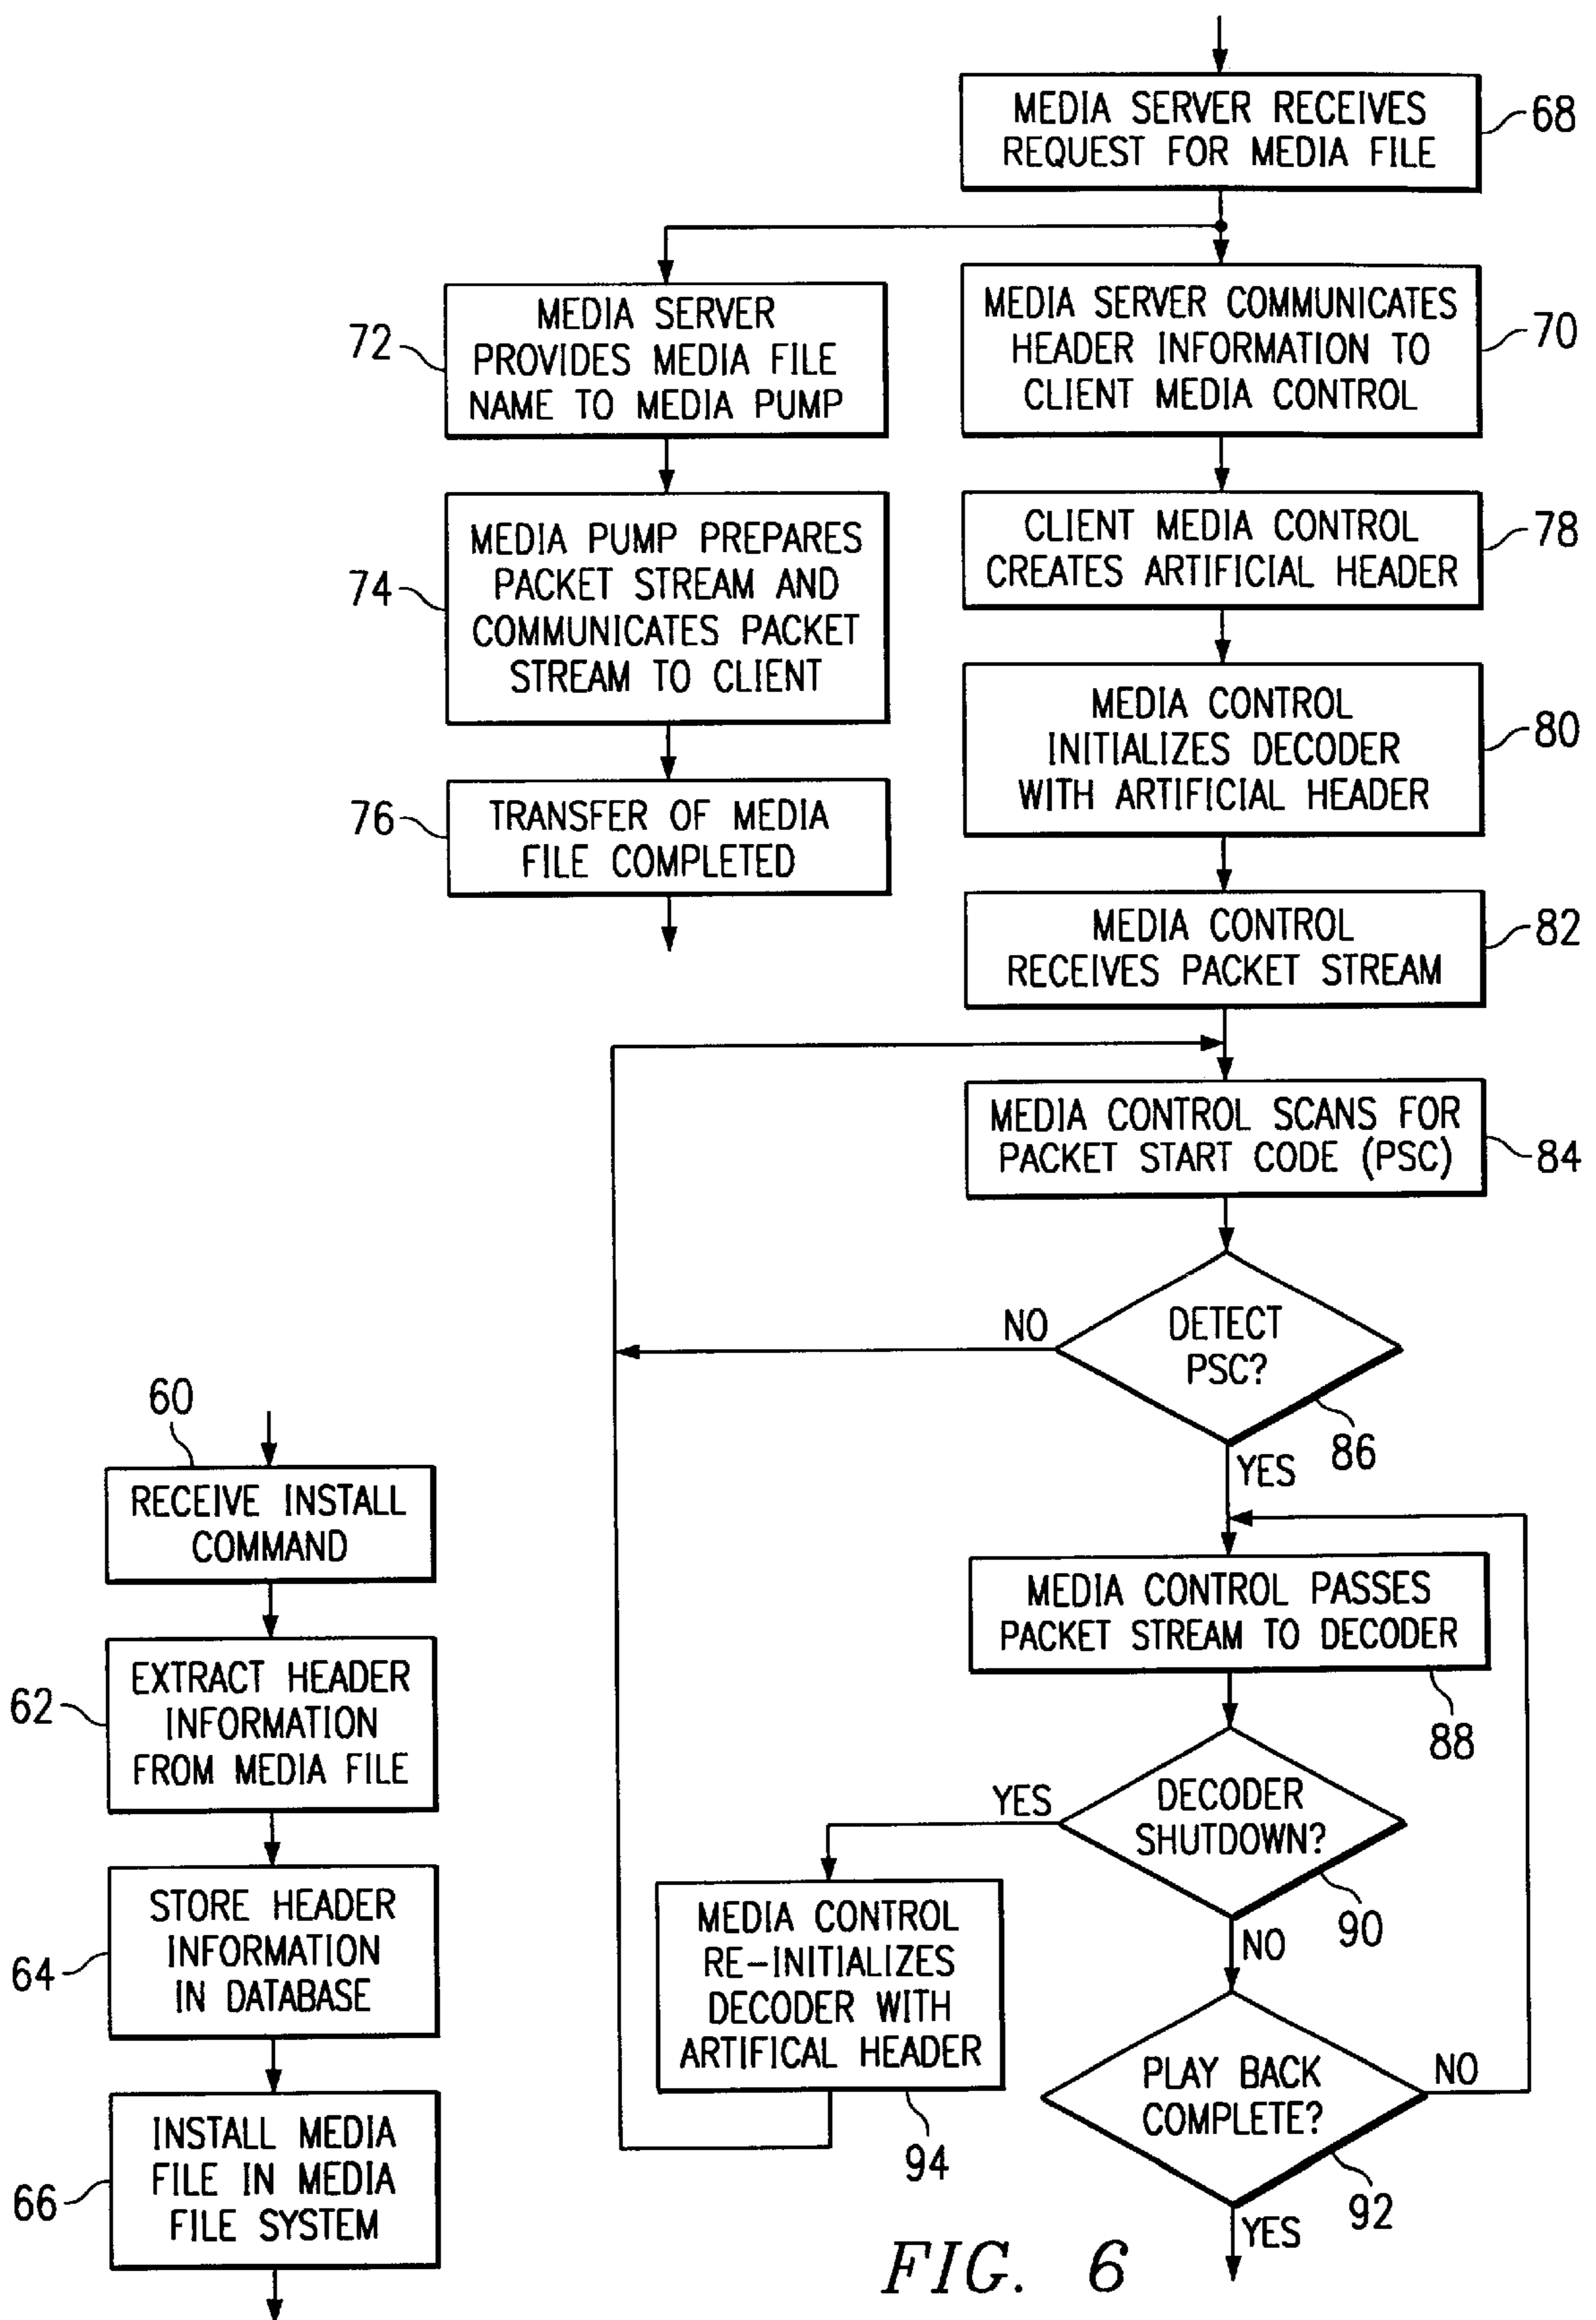 MEDIA SERVER RECEIVES
REQUEST FOR MEDIA FILE
68
MEDIA SERVER COMMUNICATES
HEADER INFORMATION TO
CLIENT MEDIA CONTROL
70
72
MEDIA SERVER
PROVIDES MEDIA FILE
NAME TO MEDIA PUMP
74
MEDIA PUMP PREPARES
PACKET STREAM AND
COMMUNICATES PACKET
STREAM TO CLIENT
76
TRANSFER OF MEDIA
FILE COMPLETED
CLIENT MEDIA CONTROL
CREATES ARTIFICIAL HEADER
78
MEDIA CONTROL
INITIALIZES DECODER
WITH ARTIFICIAL HEADER
80
MEDIA CONTROL
RECEIVES PACKET STREAM
82
MEDIA CONTROL SCANS FOR
PACKET START CODE (PSC)
84
DETECT
PSC?
NO
86
YES
MEDIA CONTROL PASSES
PACKET STREAM TO DECODER
88
DECODER
SHUTDOWN?
YES
90
NO
MEDIA CONTROL
RE-INITIALIZES
DECODER WITH
ARTIFICAL HEADER
94
PLAY BACK
COMPLETE?
NO
92
YES
60
RECEIVE INSTALL
COMMAND
62
EXTRACT HEADER
INFORMATION
FROM MEDIA FILE
64
STORE HEADER
INFORMATION
IN DATABASE
66
INSTALL MEDIA
FILE IN MEDIA
FILE SYSTEM
FIG. 6